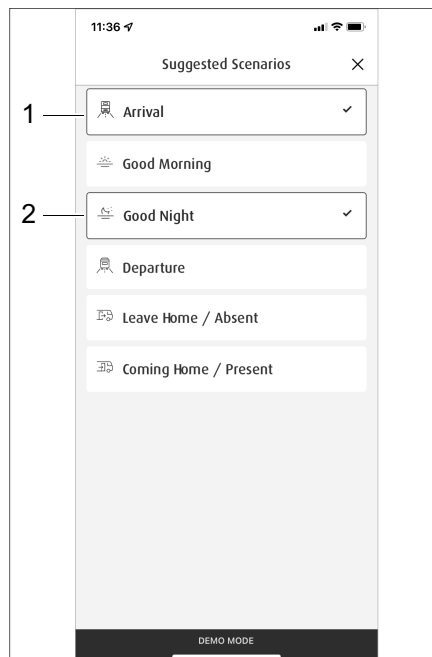 11:36
Suggested Scenarios
1
Arrival
Good Morning
2
Good Night
Departure
Leave Home / Absent
Coming Home / Present
DEMO MODE